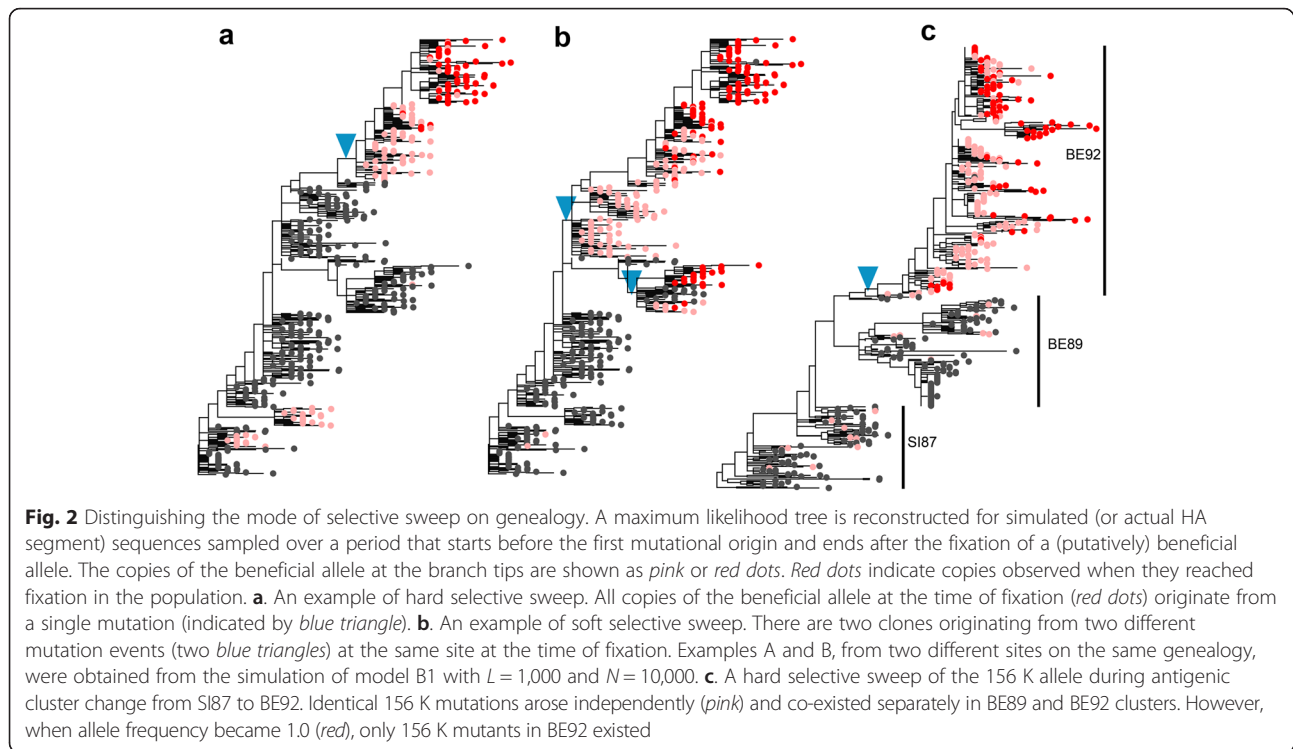 a
b
c
BE92
BE89
SI87
Fig. 2 Distinguishing the mode of selective sweep on genealogy. A maximum likelihood tree is reconstructed for simulated (or actual HA
segment) sequences sampled over a period that starts before the first mutational origin and ends after the fixation of a (putatively) beneficial
allele. The copies of the beneficial allele at the branch tips are shown as pink or red dots. Red dots indicate copies observed when they reached
fixation in the population. a. An example of hard selective sweep. All copies of the beneficial allele at the time of fixation (red dots) originate from
a single mutation (indicated by blue triangle). b. An example of soft selective sweep. There are two clones originating from two different
mutation events (two blue triangles) at the same site at the time of fixation. Examples A and B, from two different sites on the same genealogy,
were obtained from the simulation of model B1 with L = 1,000 and N = 10,000. c. A hard selective sweep of the 156 K allele during antigenic
cluster change from SI87 to BE92. Identical 156 K mutations arose independently (pink) and co-existed separately in BE89 and BE92 clusters. However,
when allele frequency became 1.0 (red), only 156 K mutants in BE92 existed